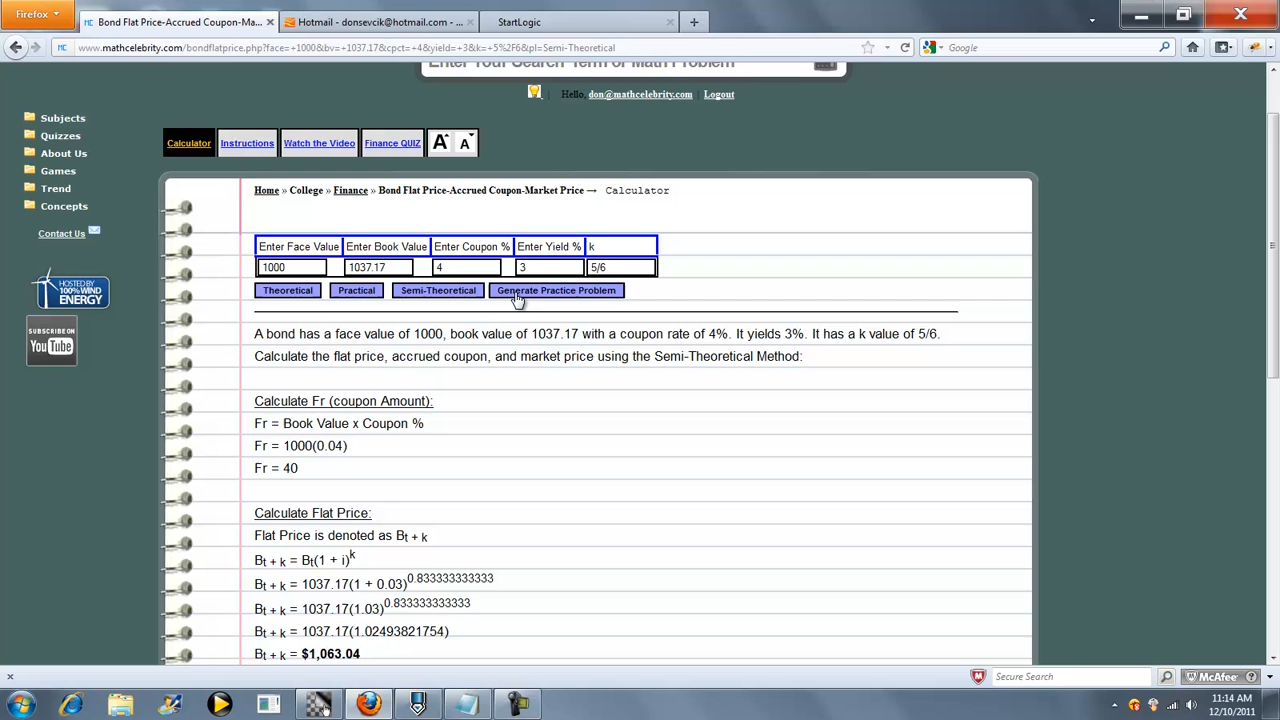 Firefox
Bond Flat Price-Accrued Coupon-Ma...
Hotmail - donsevcik@hotmail.com - ...
StartLogic
www.mathcelebrity.com/bondflatprice.php?face=+1000&bv=+1037.17&cpct=+4&yield=+3&k=+5%2F6&pl=Semi-Theoretical
Google
Enter Your Search Term or Math Problem
Hello, don@mathcelebrity.com Logout
Subjects
Quizzes
About Us
Games
Trend
Concepts
Contact Us
HOSTED BY
100% WIND
ENERGY
SUBSCRIBE ON
YouTube
Calculator Instructions Watch the Video Finance QUIZ A A
Home » College » Finance » Bond Flat Price-Accrued Coupon-Market Price → Calculator
Enter Face Value Enter Book Value Enter Coupon % Enter Yield % k
1000 1037.17 4 3 5/6
Theoretical Practical Semi-Theoretical Generate Practice Problem
A bond has a face value of 1000, book value of 1037.17 with a coupon rate of 4%. It yields 3%. It has a k value of 5/6.
Calculate the flat price, accrued coupon, and market price using the Semi-Theoretical Method:
Calculate Fr (coupon Amount):
Fr = Book Value x Coupon %
Fr = 1000(0.04)
Fr = 40
Calculate Flat Price:
Flat Price is denoted as Bt + k
Bt + k = Bt(1 + i)k
Bt + k = 1037.17(1 + 0.03)0.833333333333
Bt + k = 1037.17(1.03)0.833333333333
Bt + k = 1037.17(1.02493821754)
Bt + k = $1,063.04
Secure Search
McAfee
11:14 AM
12/10/2011